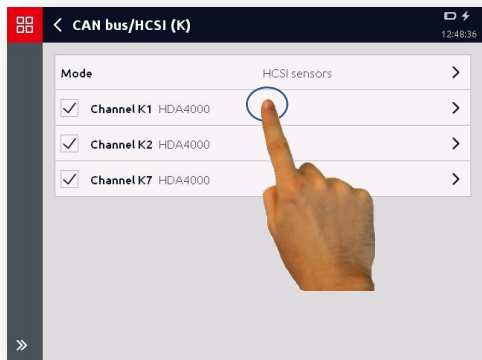 CAN bus/HCSI (K)
12:48:36
Mode HCSI sensors
Channel K1 HDA4000
Channel K2 HDA4000
Channel K7 HDA4000